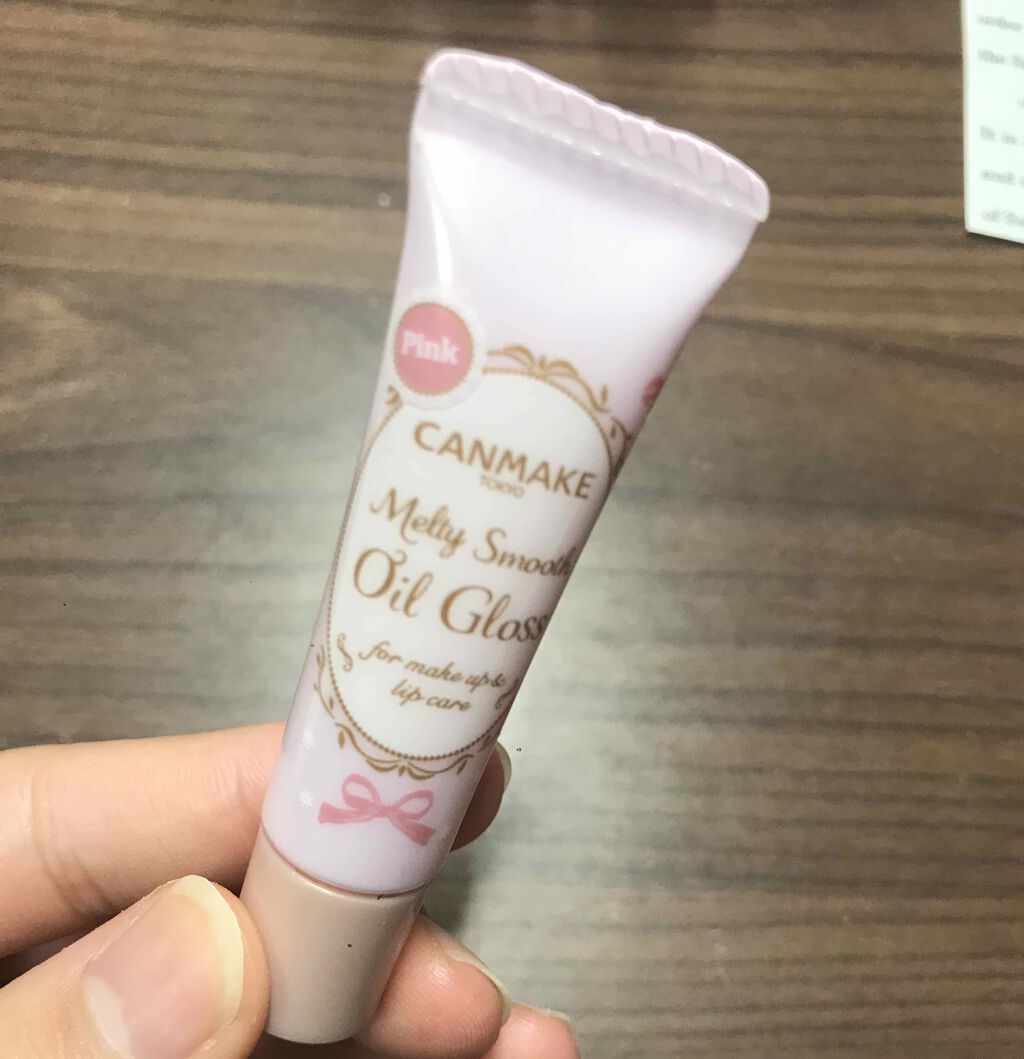 Pink
CANMAKE
TOKYO
Melty Smooth
Oil Gloss
for make up &
lip care